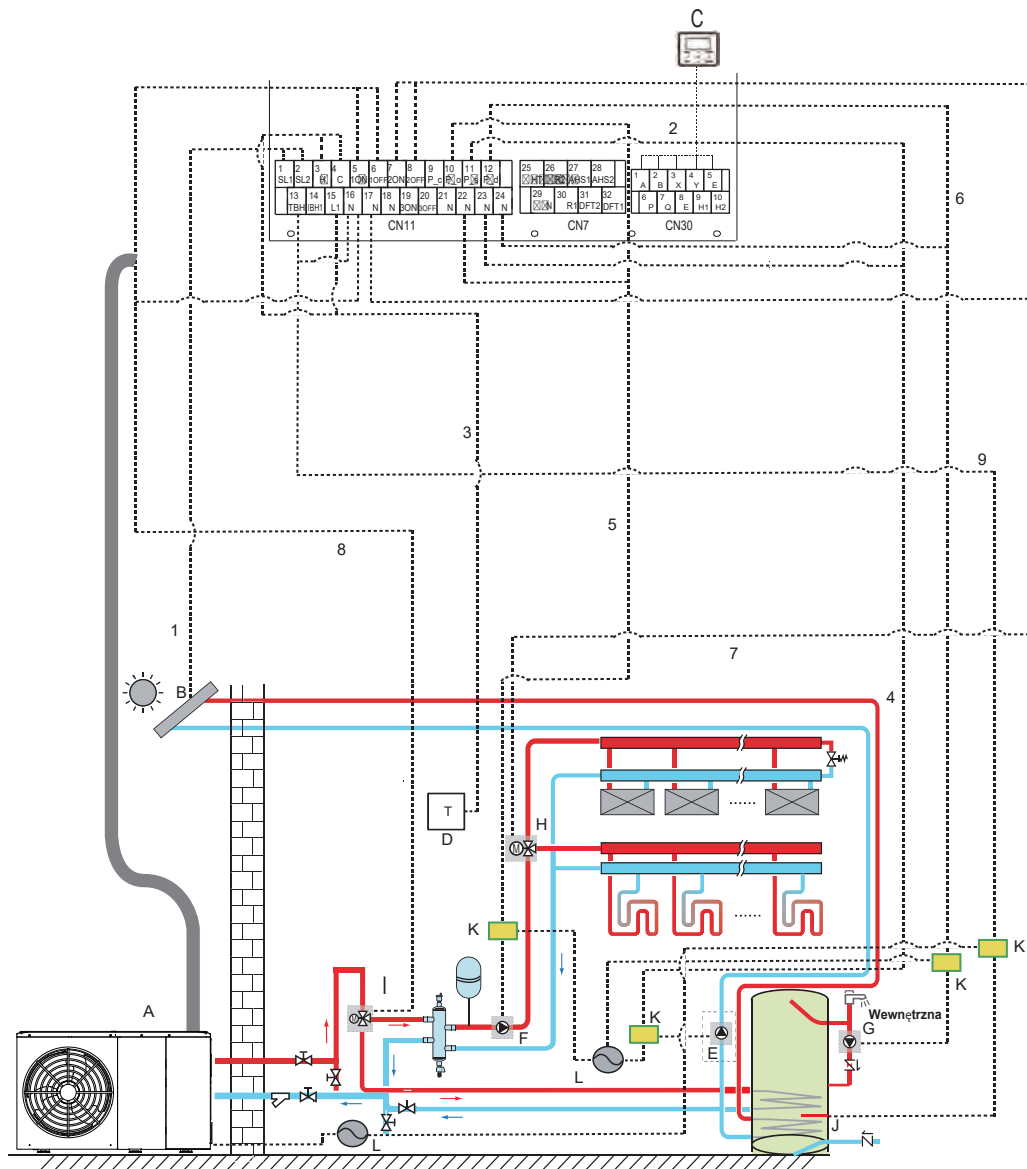 C
2
6
1 2 3 4 5 6 7 8 9 10 11 12
SL1 SL2 C 1ON 1OFF 2ON 2OFF P_c
13 14 15 16 17 18 19 20 21 22 23 24
TBH IBH1 L1 N N N 3ON 3OFF N N N N
CN11
25 26 27 28
AHS1 AHS2
29 30 31 32
N R1 DFT2 DFT1
CN7
1 2 3 4 5
A B X Y E
6 7 8 9 10
P Q E H1 H2
CN30
3
9
5
8
1
7
B
4
T
D
H
M
K
K
K
A
I
M
F
K
E
G
Wewnętrzna
L
J
L